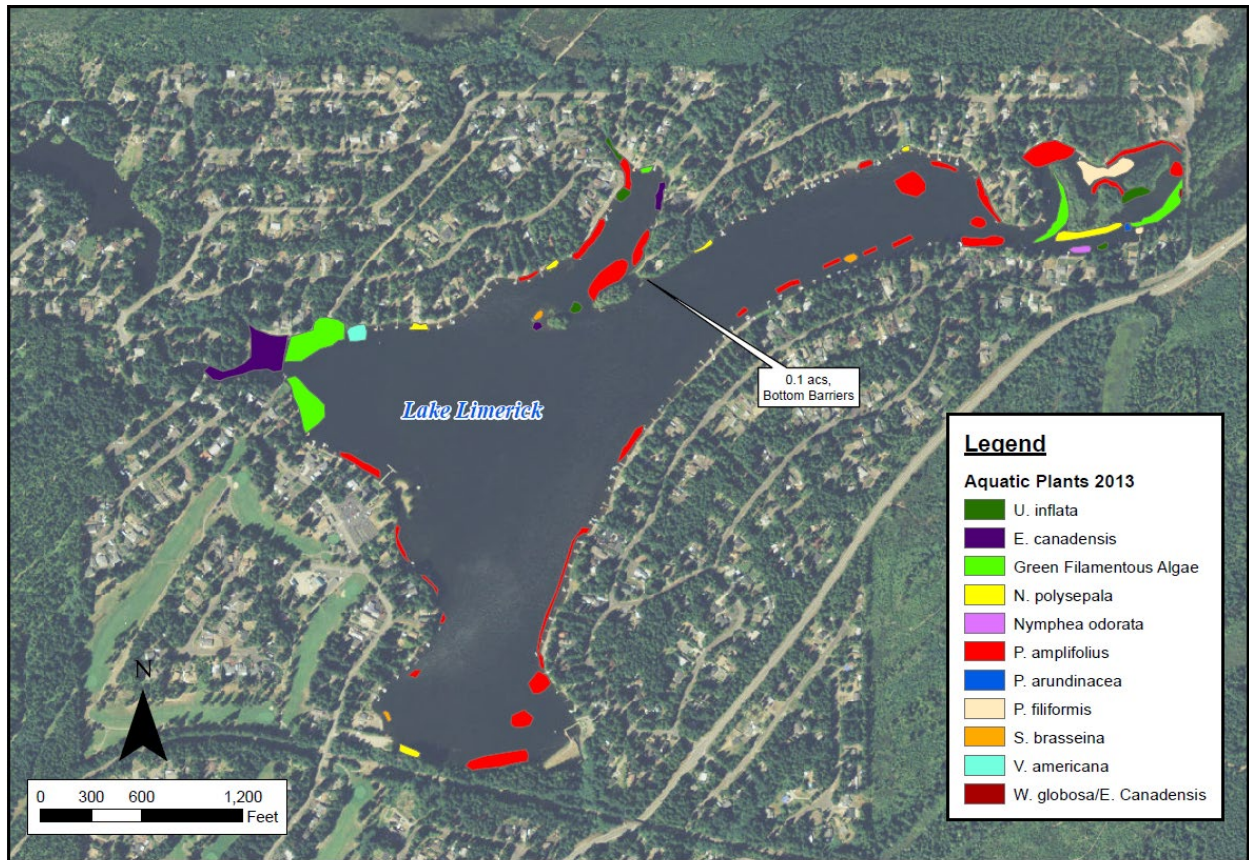 Lake Limerick
0.1 acs,
Bottom Barriers
Legend
Aquatic Plants 2013
U. inflata
E. canadensis
Green Filamentous Algae
N. polysepala
Nymphea odorata
P. amplifolius
P. arundinacea
P. filiformis
S. brasseina
V. americana
W. globosa/E. Canadensis
N
0 300 600 1,200
Feet